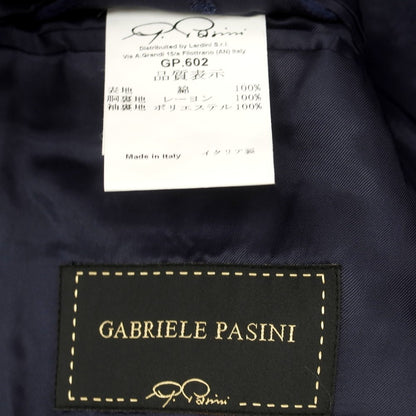 G. Pasini
Distributed by Lardini S.r.l.
Via A.Grandi 15/a Filottrano (AN) Italy
GP.602
品質表示
表地 綿 100%
胴裏地 レーヨン 100%
袖裏地 ポリエステル 100%
Made in Italy イタリア製
GABRIELE PASINI
G. Pasini